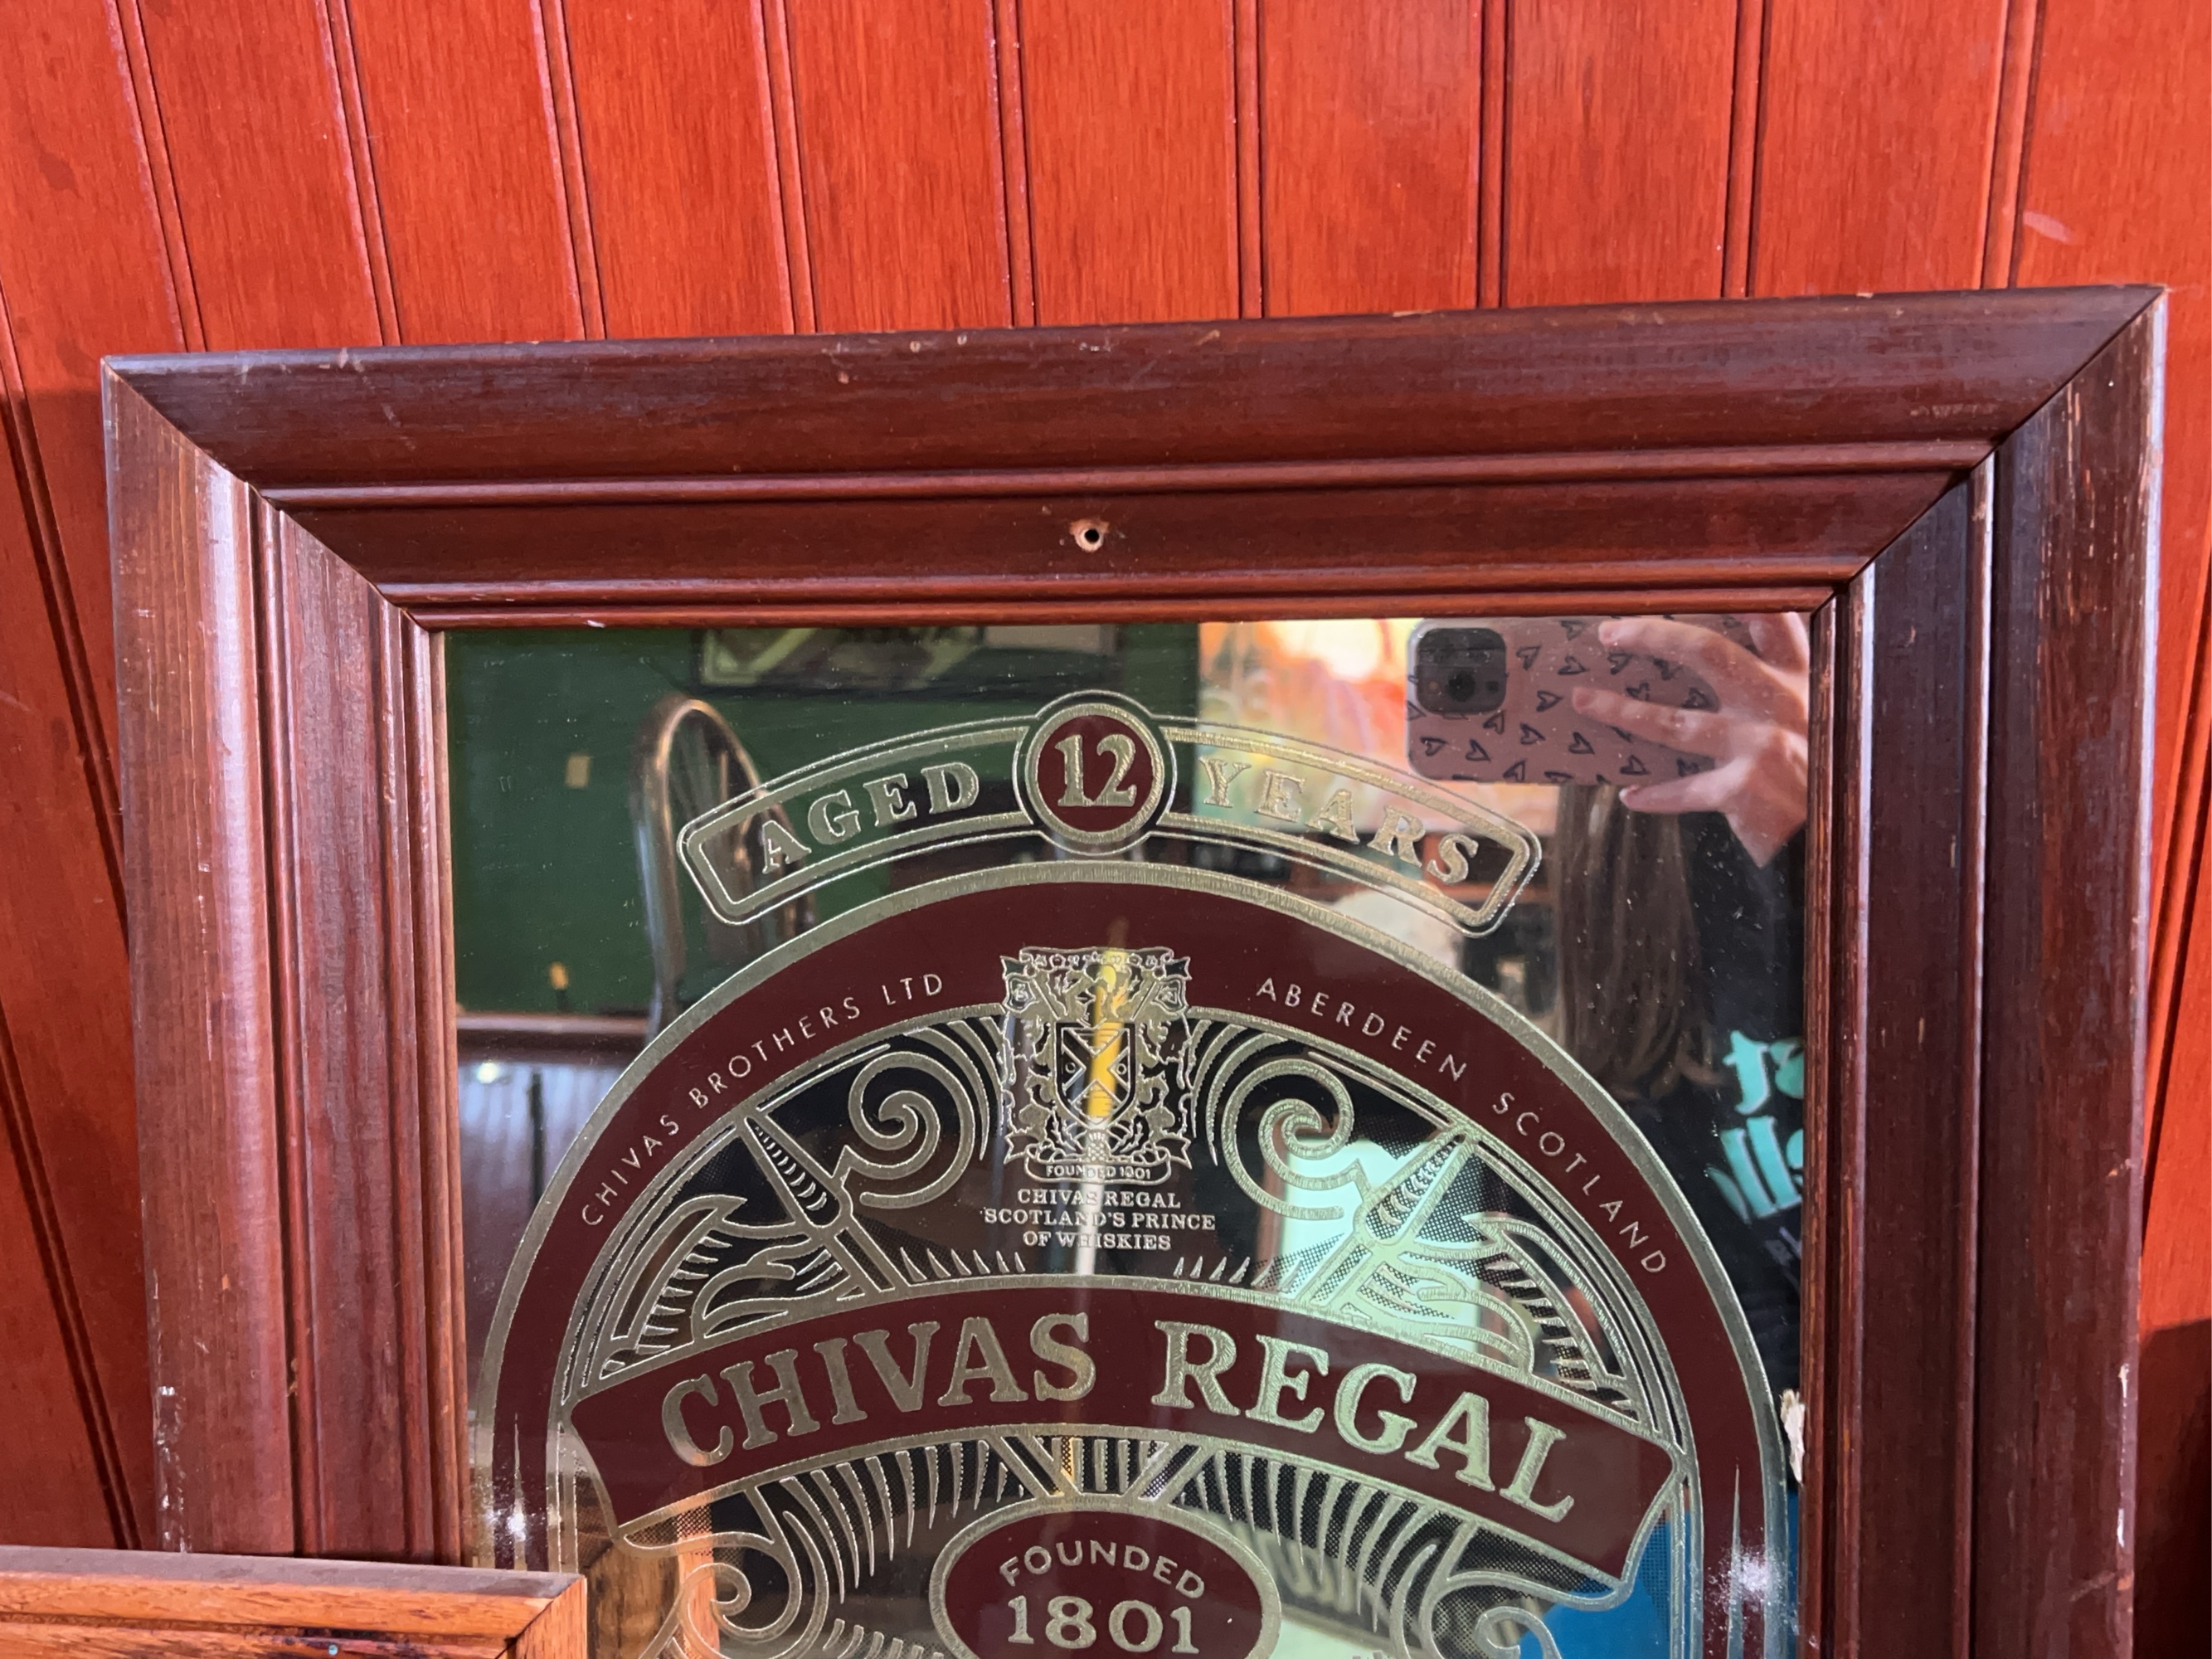 AGED 12 YEARS
CHIVAS BROTHERS LTD ABERDEEN SCOTLAND
FOUNDED 1801
CHIVAS REGAL
SCOTLAND'S PRINCE
OF WHISKIES
CHIVAS REGAL
FOUNDED
1801